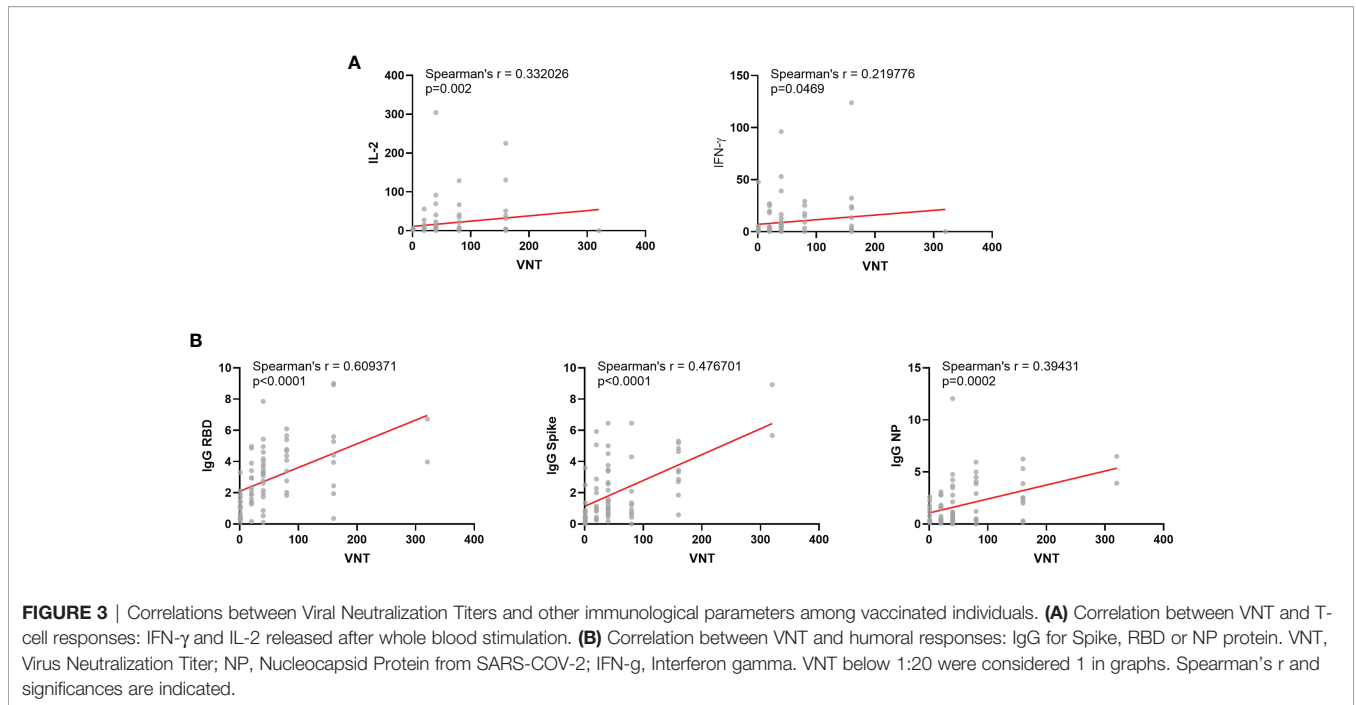 A
Spearman's r = 0.332026
p=0.002
400
300
200
100
0
IL-2
0 100 200 300 400
VNT
Spearman's r = 0.219776
p=0.0469
150
100
50
0
IFN-γ
0 100 200 300 400
VNT
B
Spearman's r = 0.609371
p<0.0001
10
8
6
4
2
0
IgG RBD
0 100 200 300 400
VNT
Spearman's r = 0.476701
p<0.0001
10
8
6
4
2
0
IgG Spike
0 100 200 300 400
VNT
Spearman's r = 0.39431
p=0.0002
15
10
5
0
IgG NP
0 100 200 300 400
VNT
FIGURE 3 | Correlations between Viral Neutralization Titers and other immunological parameters among vaccinated individuals. (A) Correlation between VNT and T-
cell responses: IFN-γ and IL-2 released after whole blood stimulation. (B) Correlation between VNT and humoral responses: IgG for Spike, RBD or NP protein. VNT,
Virus Neutralization Titer; NP, Nucleocapsid Protein from SARS-COV-2; IFN-g, Interferon gamma. VNT below 1:20 were considered 1 in graphs. Spearman’s r and
significances are indicated.